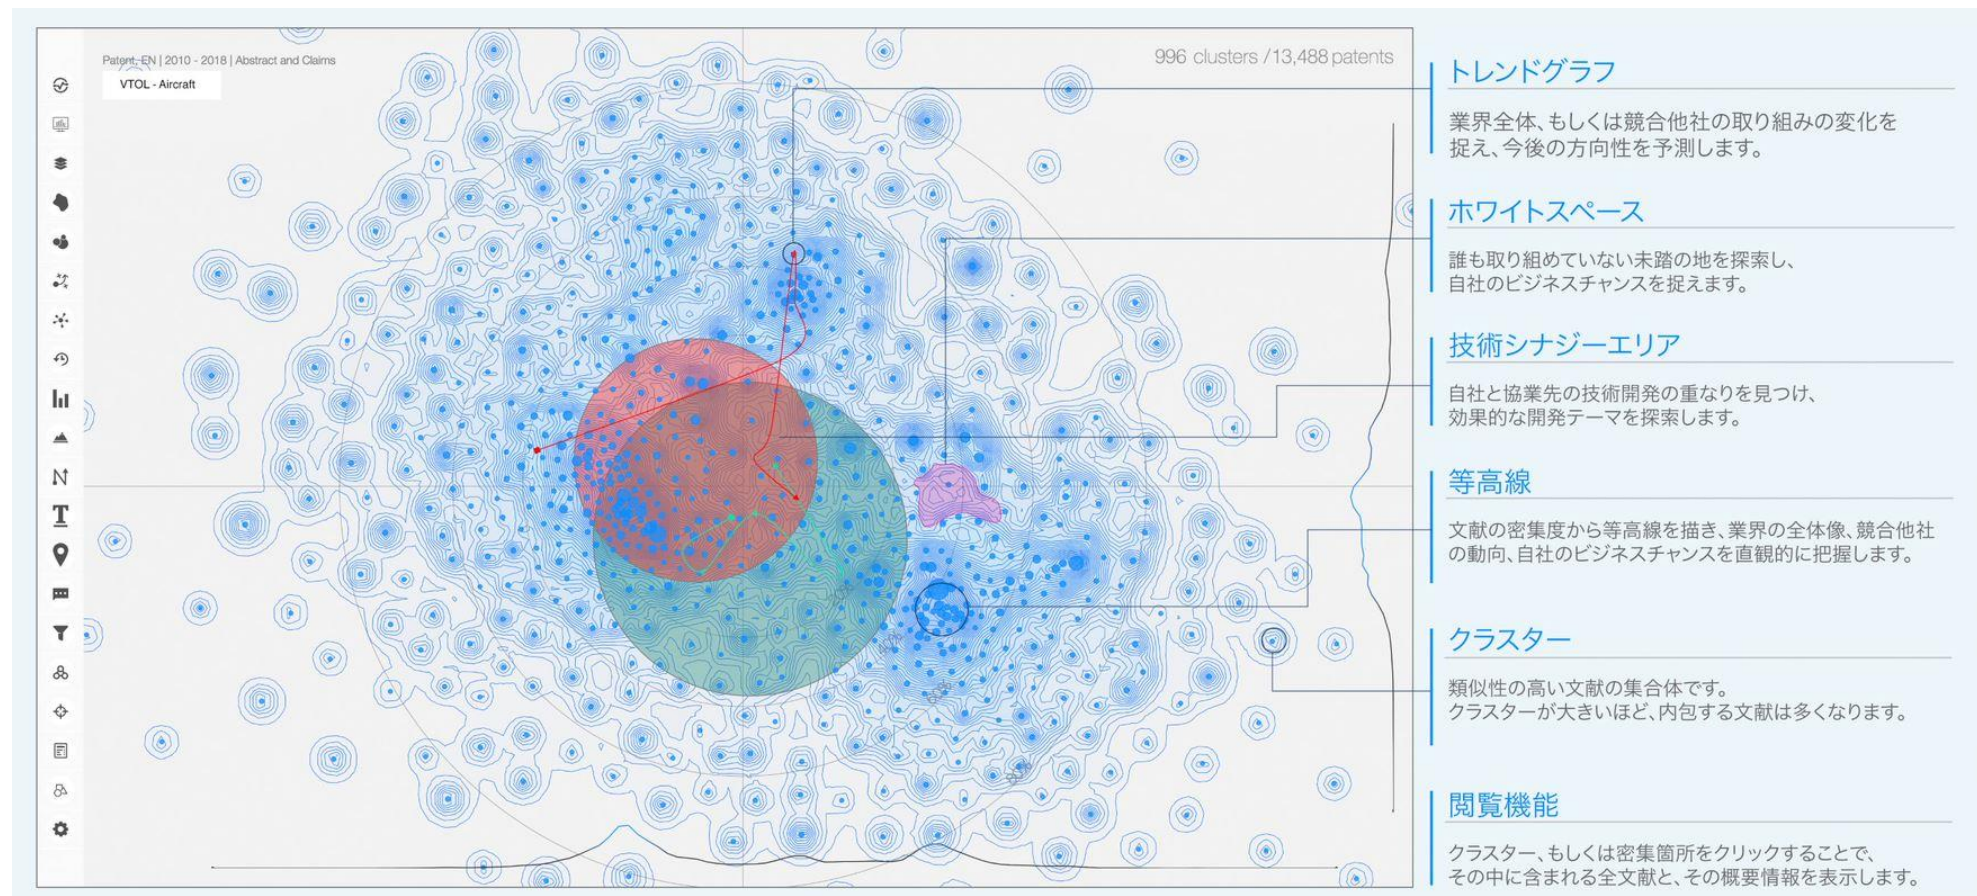 Patent, EN | 2010 - 2018 | Abstract and Claims
VTOL - Aircraft
996 clusters / 13,488 patents
20%
40%
60%
80%
トレンドグラフ
業界全体、もしくは競合他社の取り組みの変化を
捉え、今後の方向性を予測します。
ホワイトスペース
誰も取り組めていない未踏の地を探索し、
自社のビジネスチャンスを捉えます。
技術シナジーエリア
自社と協業先の技術開発の重なりを見つけ、
効果的な開発テーマを探索します。
等高線
文献の密集度から等高線を描き、業界の全体像、競合他社
の動向、自社のビジネスチャンスを直観的に把握します。
クラスター
類似性の高い文献の集合体です。
クラスターが大きいほど、内包する文献は多くなります。
閲覧機能
クラスター、もしくは密集箇所をクリックすることで、
その中に含まれる全文献と、その概要情報を表示します。